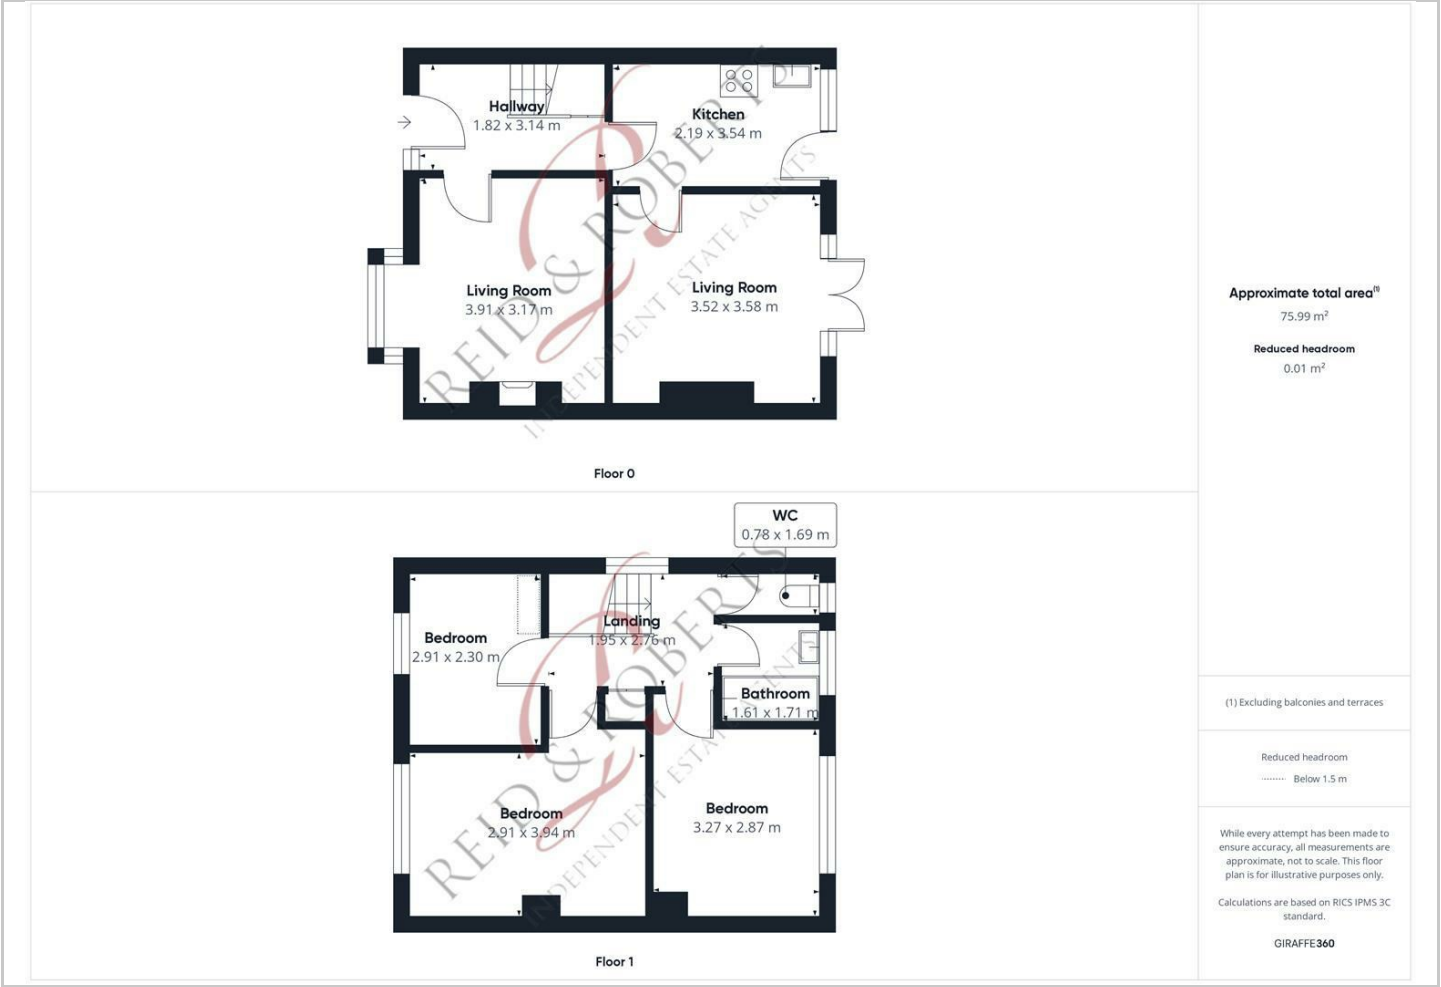 Hallway
1.82 x 3.14 m
Kitchen
2.19 x 3.54 m
Living Room
3.91 x 3.17 m
Living Room
3.52 x 3.58 m
REID & ROBERTS
INDEPENDENT ESTATE AGENTS
Floor 0
WC
0.78 x 1.69 m
Landing
1.95 x 2.76 m
Bedroom
2.91 x 2.30 m
Bathroom
1.61 x 1.71 m
Bedroom
2.91 x 3.94 m
Bedroom
3.27 x 2.87 m
REID & ROBERTS
INDEPENDENT ESTATE AGENTS
Floor 1
Approximate total area(1)
75.99 m²
Reduced headroom
0.01 m²
(1) Excluding balconies and terraces
Reduced headroom
Below 1.5 m
While every attempt has been made to
ensure accuracy, all measurements are
approximate, not to scale. This floor
plan is for illustrative purposes only.
Calculations are based on RICS IPMS 3C
standard.
GIRAFFE360